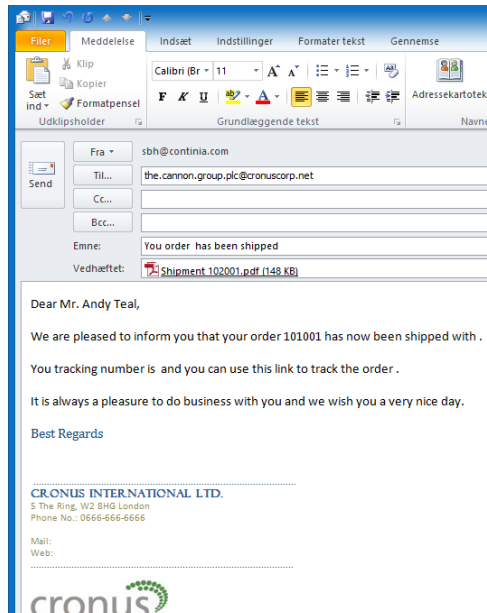 Filer Meddelelse Indsæt Indstillinger Formater tekst Gennemse
Sæt ind
Klip
Kopier
Formatpensel
Calibri (Br 11 A A
F K U ab A
Adressekartotek
Udklipsholder Grundlæggende tekst Navne
Send
Fra sbh@continia.com
Til... the.cannon.group.plc@cronuscorp.net
Cc...
Bcc...
Emne: You order has been shipped
Vedhæftet: Shipment 102001.pdf (148 KB)
Dear Mr. Andy Teal,
We are pleased to inform you that your order 101001 has now been shipped with .
You tracking number is and you can use this link to track the order .
It is always a pleasure to do business with you and we wish you a very nice day.
Best Regards
CRONUS INTERNATIONAL LTD.
5 The Ring, W2 8HG London
Phone No.: 0666-666-6666
Mail:
Web:
cronus